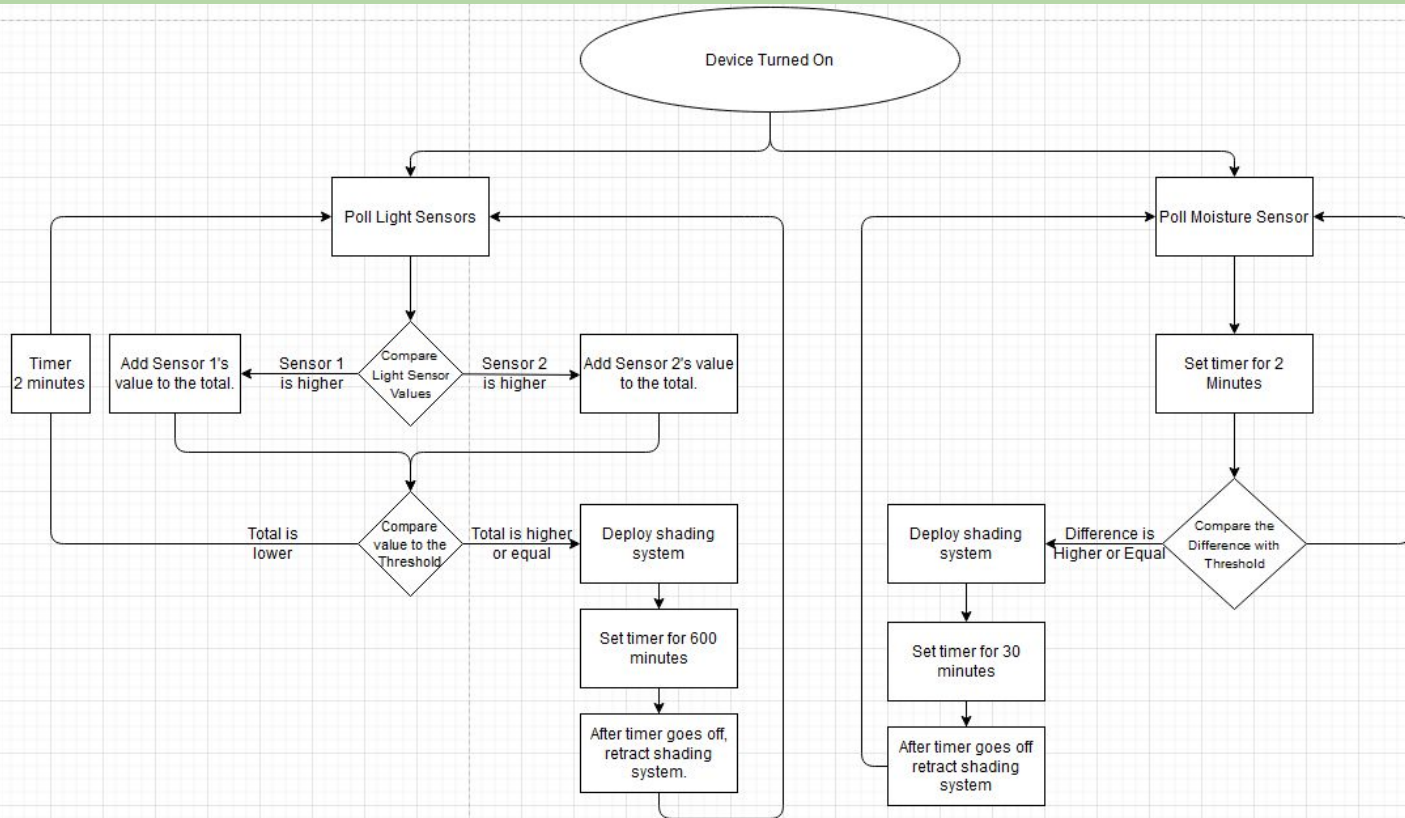 Device Turned On
Poll Light Sensors
Poll Moisture Sensor
Timer
2 minutes
Add Sensor 1's
value to the total.
Sensor 1
is higher
Compare
Light Sensor
Values
Sensor 2
is higher
Add Sensor 2's value
to the total.
Set timer for 2
Minutes
Total is
lower
Compare
value to the
Threshold
Total is higher
or equal
Deploy shading
system
Deploy shading
system
Difference is
Higher or Equal
Compare the
Difference with
Threshold
Set timer for 600
minutes
Set timer for 30
minutes
After timer goes off,
retract shading
system.
After timer goes off
retract shading
system